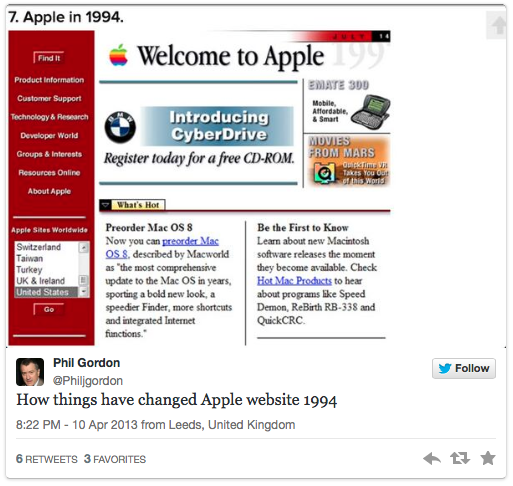 7. Apple in 1994.
JULY 14
Welcome to Apple 199
Find It
Product Information
Customer Support
Technology & Research
Developer World
Groups & Interests
Resources Online
About Apple
Apple Sites Worldwide
Switzerland
Taiwan
Turkey
UK & Ireland
United States
Go
BMW
Introducing
CyberDrive
Register today for a free CD-ROM.
EMATE 300
Mobile,
Affordable,
& Smart
MOVIES
FROM MARS
QuickTime VR
Takes You Out
of this World
What's Hot
Preorder Mac OS 8
Now you can preorder Mac
OS 8, described by Macworld
as "the most comprehensive
update to the Mac OS in years,
sporting a bold new look, a
speedier Finder, more shortcuts
and integrated Internet
functions."
Be the First to Know
Learn about new Macintosh
software releases the moment
they become available. Check
Hot Mac Products to hear
about programs like Speed
Demon, ReBirth RB-338 and
QuickCRC.
Phil Gordon
@Philjgordon
Follow
How things have changed Apple website 1994
8:22 PM - 10 Apr 2013 from Leeds, United Kingdom
6 RETWEETS 3 FAVORITES